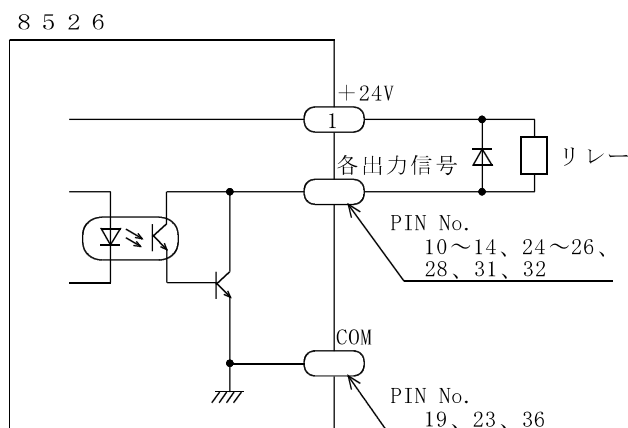 ８５２６
＋24V
1
各出力信号
リレー
PIN No.
10～14、24～26、
28、31、32
COM
PIN No.
19、23、36